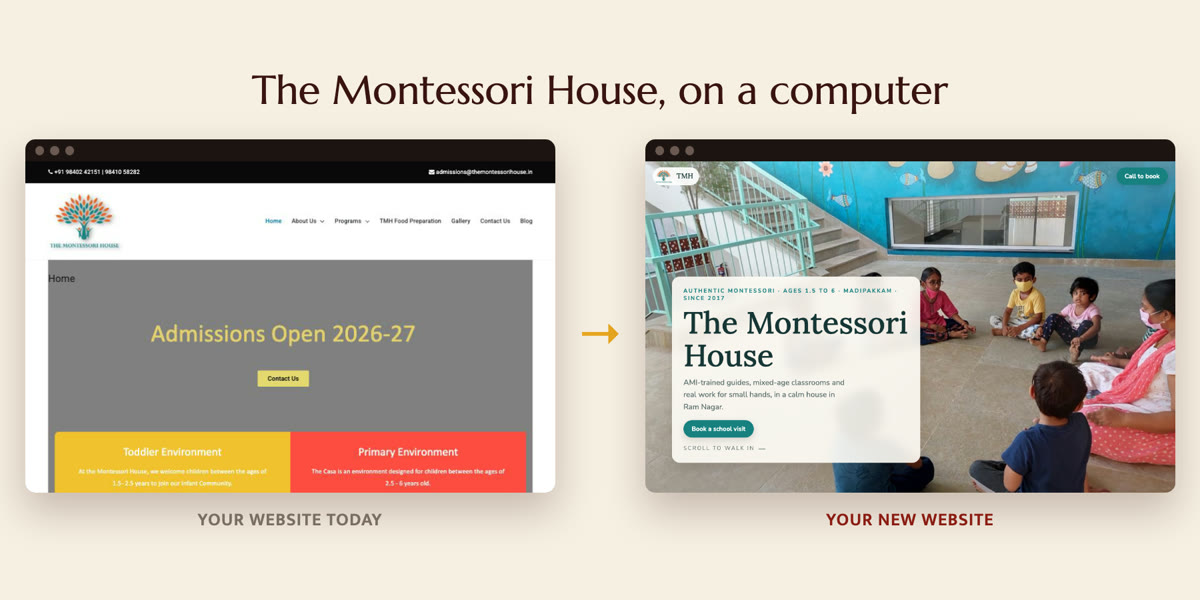 The Montessori House, on a computer
+91 98402 42151 | 98410 58282
admissions@themontessorihouse.in
THE MONTESSORI HOUSE
Home
About Us
Programs
TMH Food Preparation
Gallery
Contact Us
Blog
Home
Admissions Open 2026-27
Contact Us
Toddler Environment
At the Montessori House, we welcome children between the ages of
1.5- 2.5 years to join our Infant Community.
Primary Environment
The Casa is an environment designed for children between the ages of
2.5 - 6 years old.
YOUR WEBSITE TODAY
TMH
Call to book
AUTHENTIC MONTESSORI · AGES 1.5 TO 6 · MADIPAKKAM ·
SINCE 2017
The Montessori
House
AMI-trained guides, mixed-age classrooms and
real work for small hands, in a calm house in
Ram Nagar.
Book a school visit
SCROLL TO WALK IN —
YOUR NEW WEBSITE